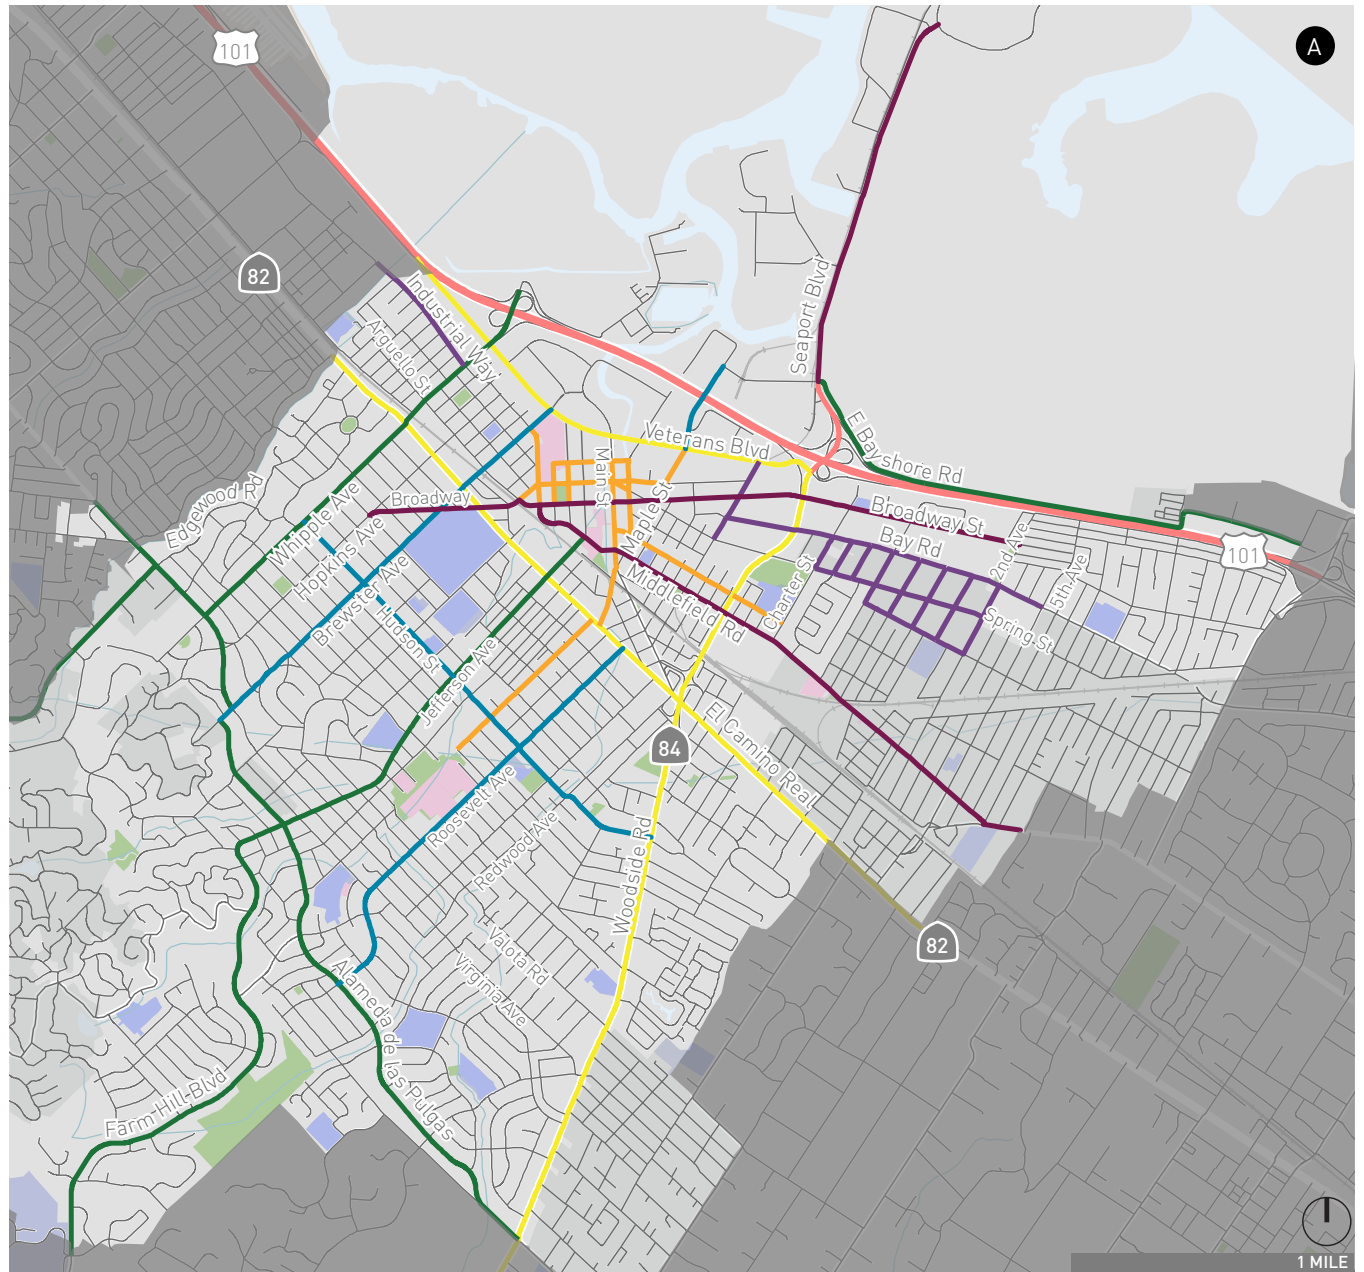 101
A
82
Industrial Way
Arguello St
Seaport Blvd
E Bayshore Rd
Veterans Blvd
Main St
Maple St
Edgewood Rd
Whipple Ave
Broadway
Hopkins Ave
Brewster Ave
Broadway St
Bay Rd
2nd Ave
5th Ave
101
Charter St
Middlefield Rd
Spring St
Hudson St
Jefferson Ave
El Camino Real
84
Roosevelt Ave
Redwood Ave
Woodside Rd
82
Valota Rd
Virginia Ave
Alameda de las Pulgas
Farm Hill Blvd
1 MILE